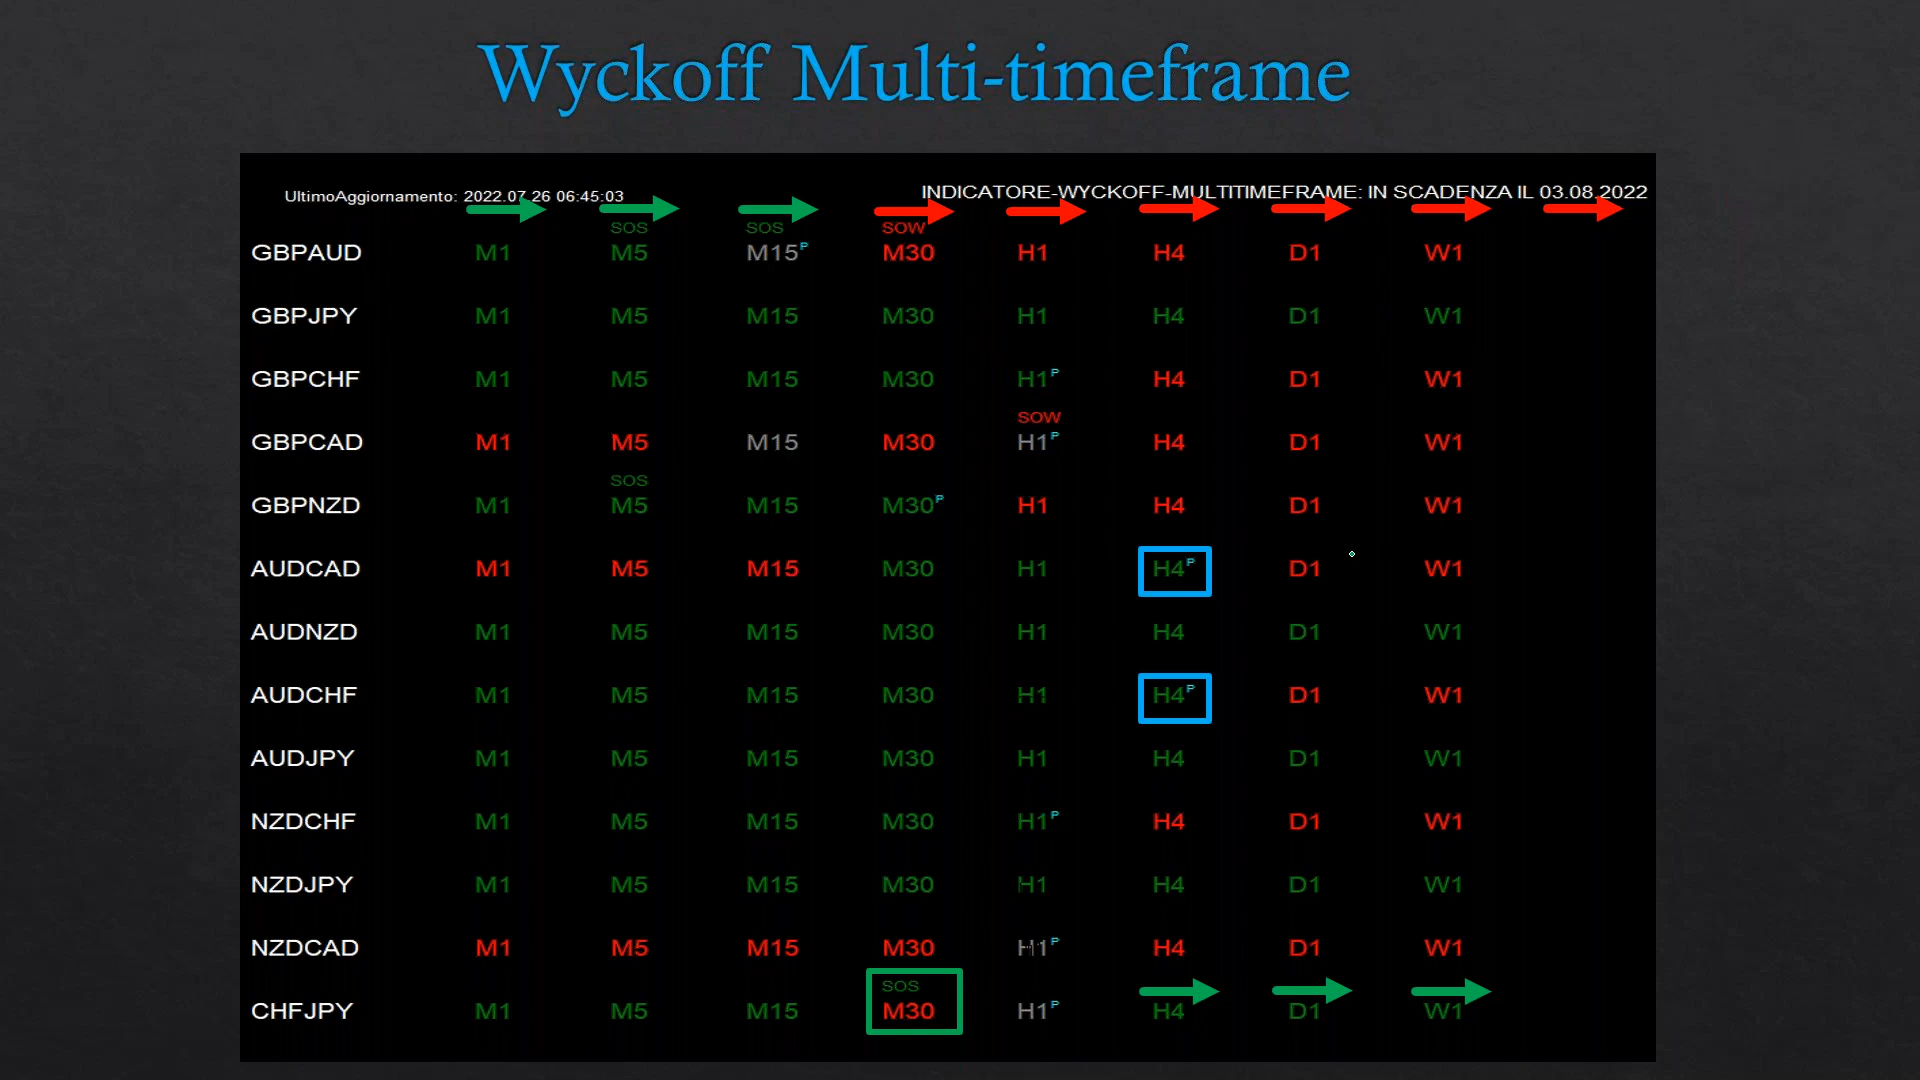 Wyckoff Multi-timeframe
UltimoAggiornamento: 2022.07.26 06:45:03
INDICATORE-WYCKOFF-MULTITIMEFRAME: IN SCADENZA IL 03.08.2022
SOS SOS SOW
GBPAUD M1 M5 M15P M30 H1 H4 D1 W1
GBPJPY M1 M5 M15 M30 H1 H4 D1 W1
GBPCHF M1 M5 M15 M30 H1P H4 D1 W1
SOW
GBPCAD M1 M5 M15 M30 H1P H4 D1 W1
SOS
GBPNZD M1 M5 M15 M30P H1 H4 D1 W1
AUDCAD M1 M5 M15 M30 H1 H4P D1 W1
AUDNZD M1 M5 M15 M30 H1 H4 D1 W1
AUDCHF M1 M5 M15 M30 H1 H4P D1 W1
AUDJPY M1 M5 M15 M30 H1 H4 D1 W1
NZDCHF M1 M5 M15 M30 H1P H4 D1 W1
NZDJPY M1 M5 M15 M30 H1 H4 D1 W1
NZDCAD M1 M5 M15 M30 H1P H4 D1 W1
SOS
CHFJPY M1 M5 M15 M30 H1P H4 D1 W1